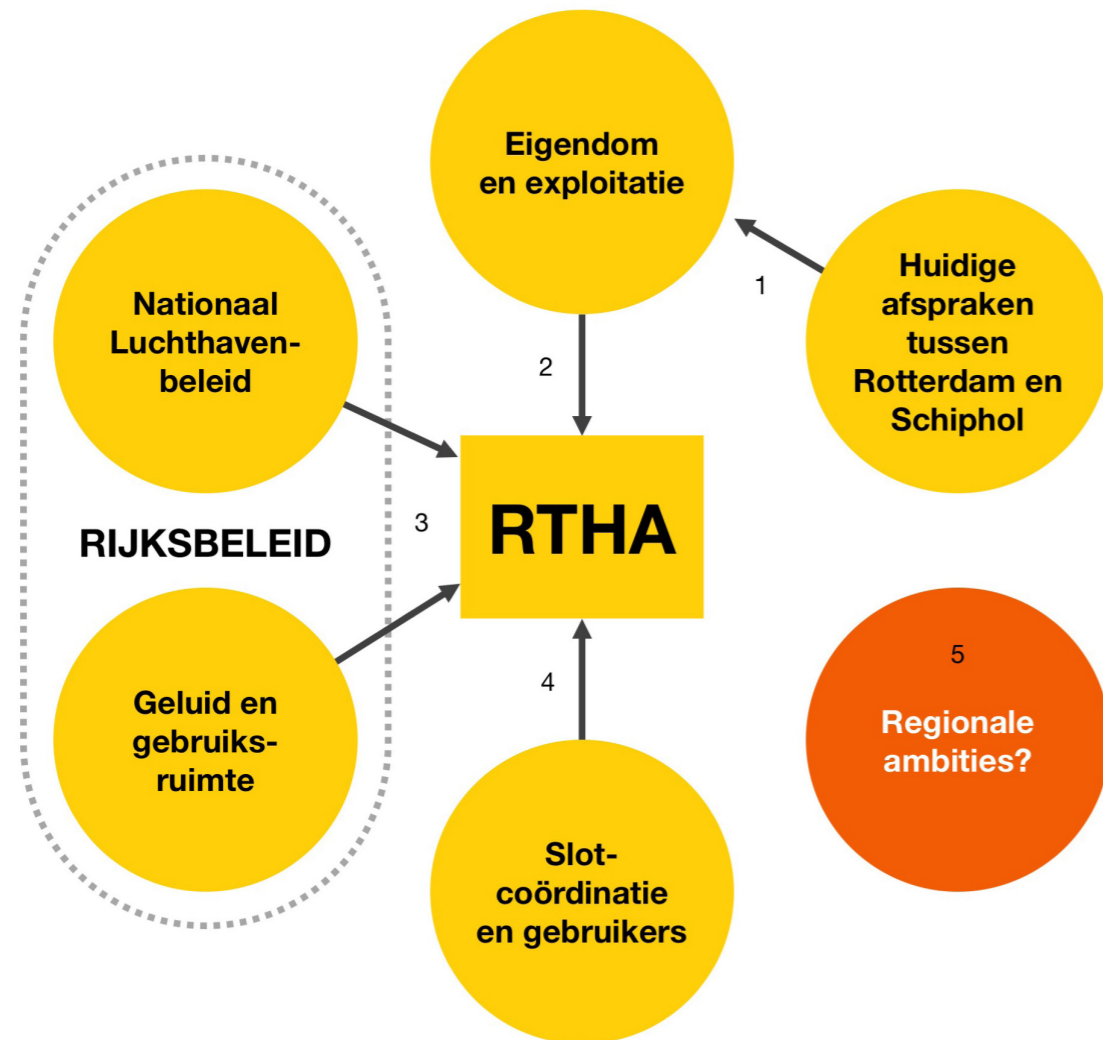 Eigendom
en exploitatie
Nationaal
Luchthaven-
beleid
1
Huidige
afspraken
tussen
Rotterdam en
Schiphol
2
RIJKSBELEID
3
RTHA
Geluid en
gebruiks-
ruimte
4
5
Regionale
ambities?
Slot-
coördinatie
en gebruikers